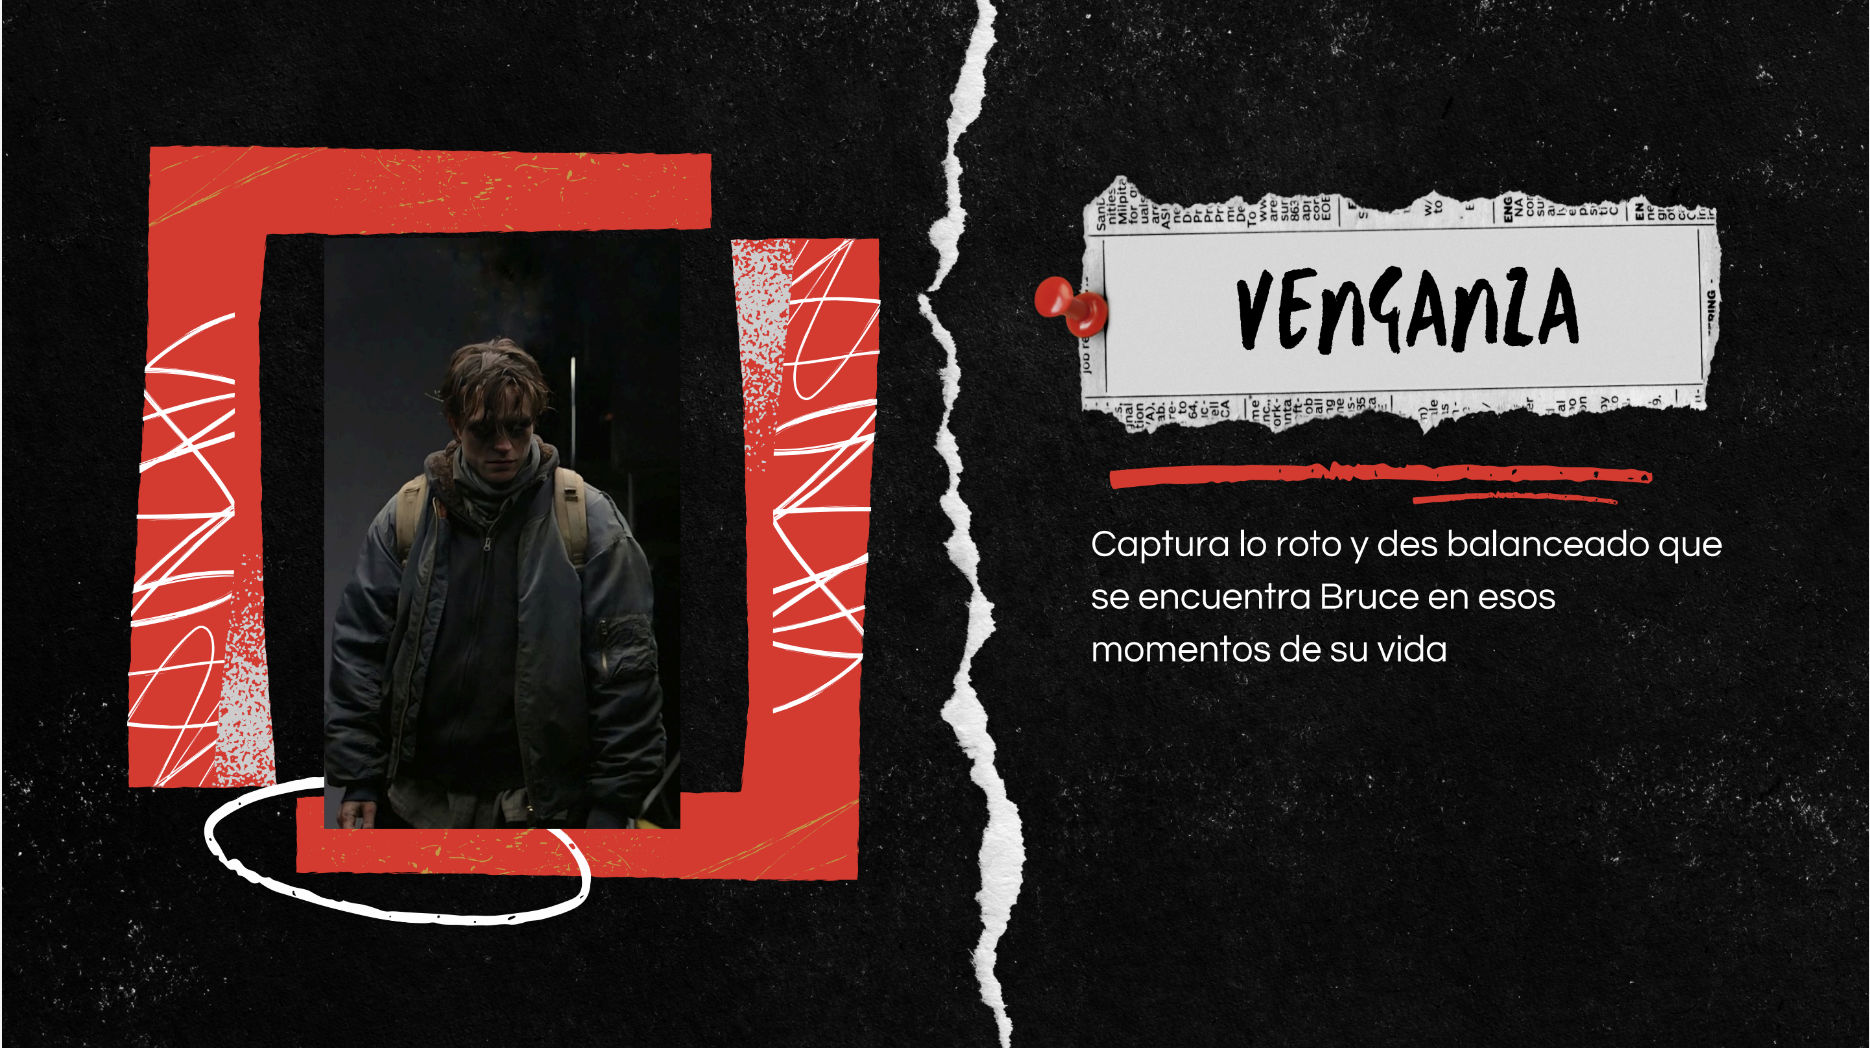 VENGANZA
Captura lo roto y des balanceado que
se encuentra Bruce en esos
momentos de su vida